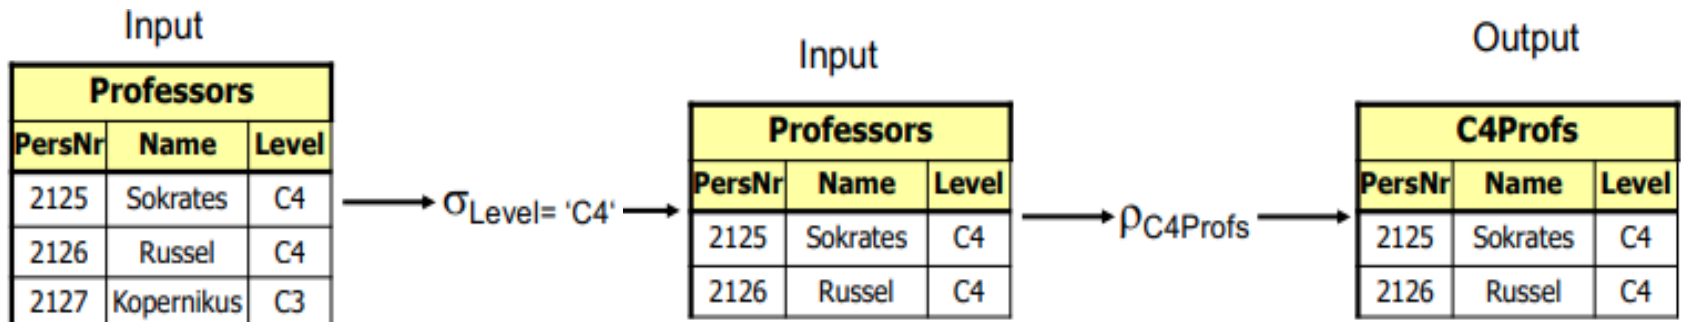 Input
Professors
PersNr Name Level
2125 Sokrates C4
2126 Russel C4
2127 Kopernikus C3
σLevel= ‘C4‘
Input
Professors
PersNr Name Level
2125 Sokrates C4
2126 Russel C4
ρC4Profs
Output
C4Profs
PersNr Name Level
2125 Sokrates C4
2126 Russel C4